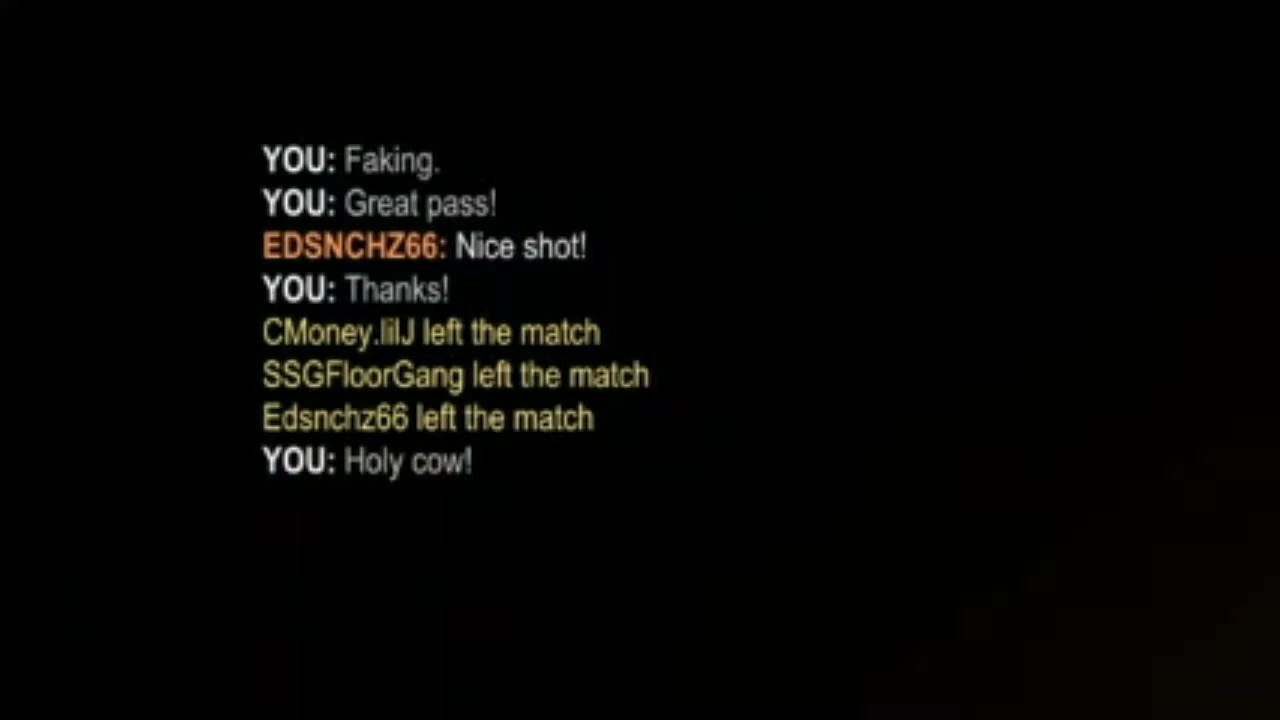 YOU: Faking.
YOU: Great pass!
EDSNCHZ66: Nice shot!
YOU: Thanks!
CMoney.lilJ left the match
SSGFloorGang left the match
Edsnchz66 left the match
YOU: Holy cow!